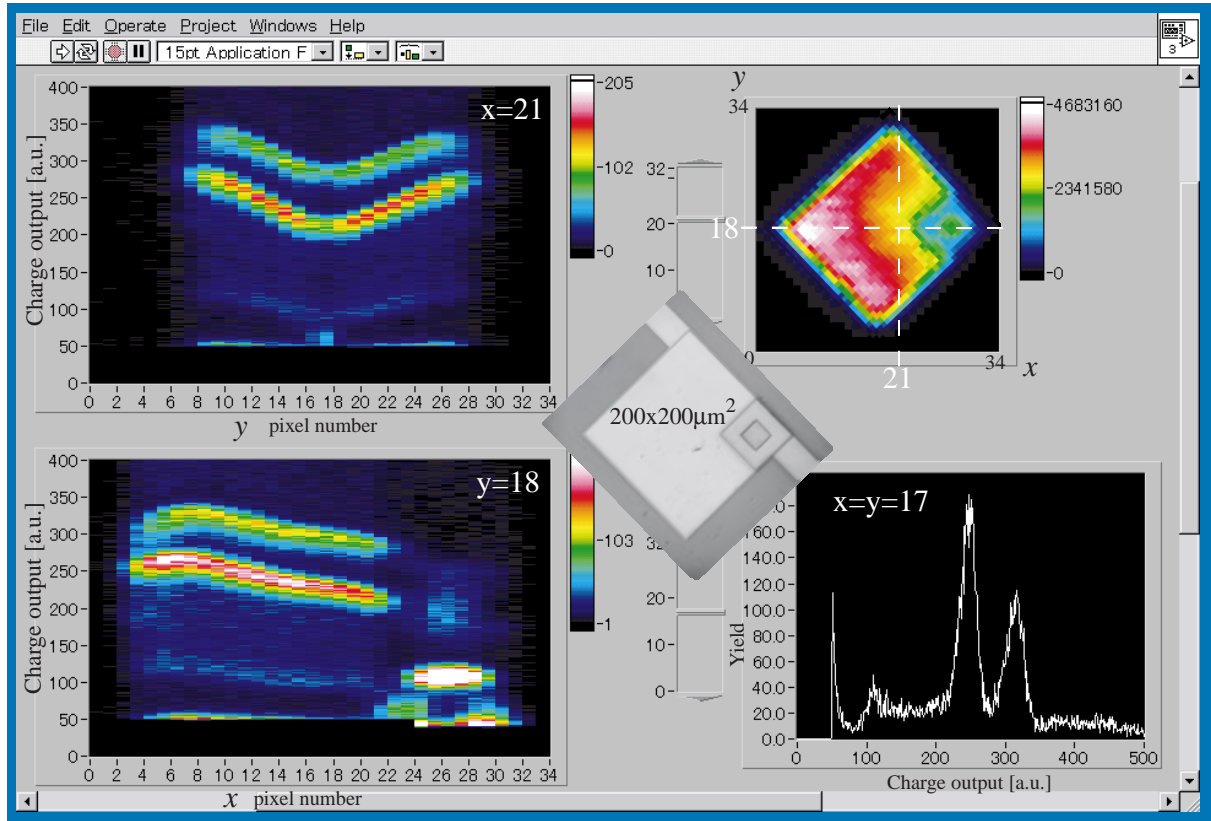 File Edit Operate Project Windows Help
15pt Application F
3
x=21
400
350
300
250
200
150
100
50
0
Charge output [a.u.]
0 2 4 6 8 10 12 14 16 18 20 22 24 26 28 30 32 34
y pixel number
205
102
0
32
20
10
y
34
18
0
21
34
x
4683160
2341580
0
200x200μm2
y=18
400
350
300
250
200
150
100
50
0
Charge output [a.u.]
0 2 4 6 8 10 12 14 16 18 20 22 24 26 28 30 32 34
x pixel number
103
1
20
10
0
x=y=17
160.0
140.0
120.0
100.0
80.0
60.0
40.0
20.0
0.0
Yield
0 100 200 300 400 500
Charge output [a.u.]